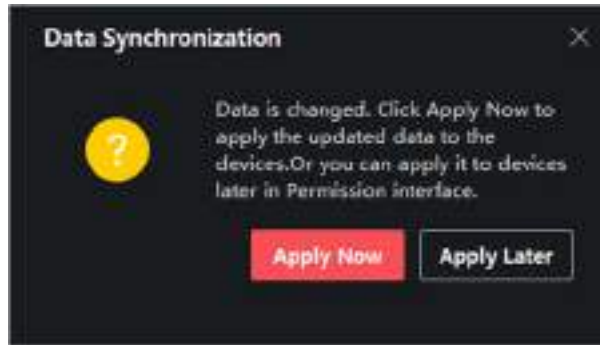 Data Synchronization
?
Data is changed. Click Apply Now to
apply the updated data to the
devices.Or you can apply it to devices
later in Permission interface.
Apply Now
Apply Later